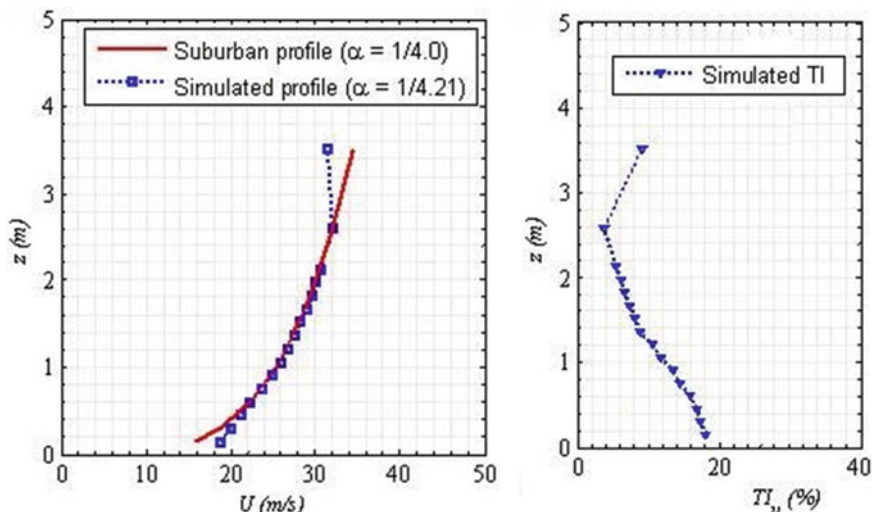 5
4
3
2
1
0
z (m)
Suburban profile (α = 1/4.0)
Simulated profile (α = 1/4.21)
0 10 20 30 40 50
U (m/s)
5
4
3
2
1
0
z (m)
Simulated TI
0 20 40
TIu (%)